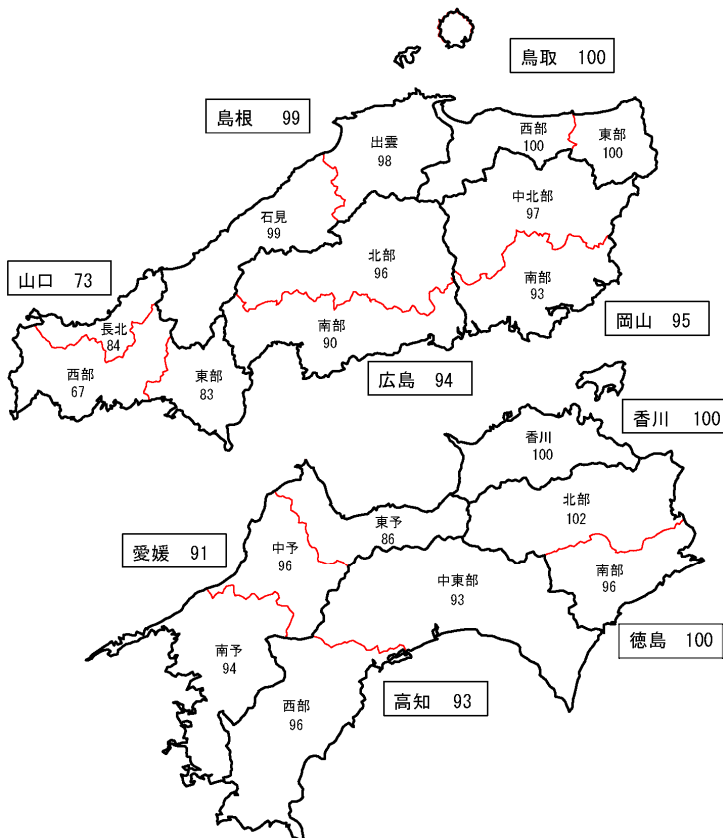 鳥取 100
島根 99
出雲
98
西部
100
東部
100
石見
99
中北部
97
北部
96
山口 73
南部
93
長北
84
南部
90
岡山 95
西部
67
東部
83
広島 94
香川 100
香川
100
北部
102
東予
86
愛媛 91
中予
96
中東部
93
南部
96
南予
94
徳島 100
西部
96
高知 93